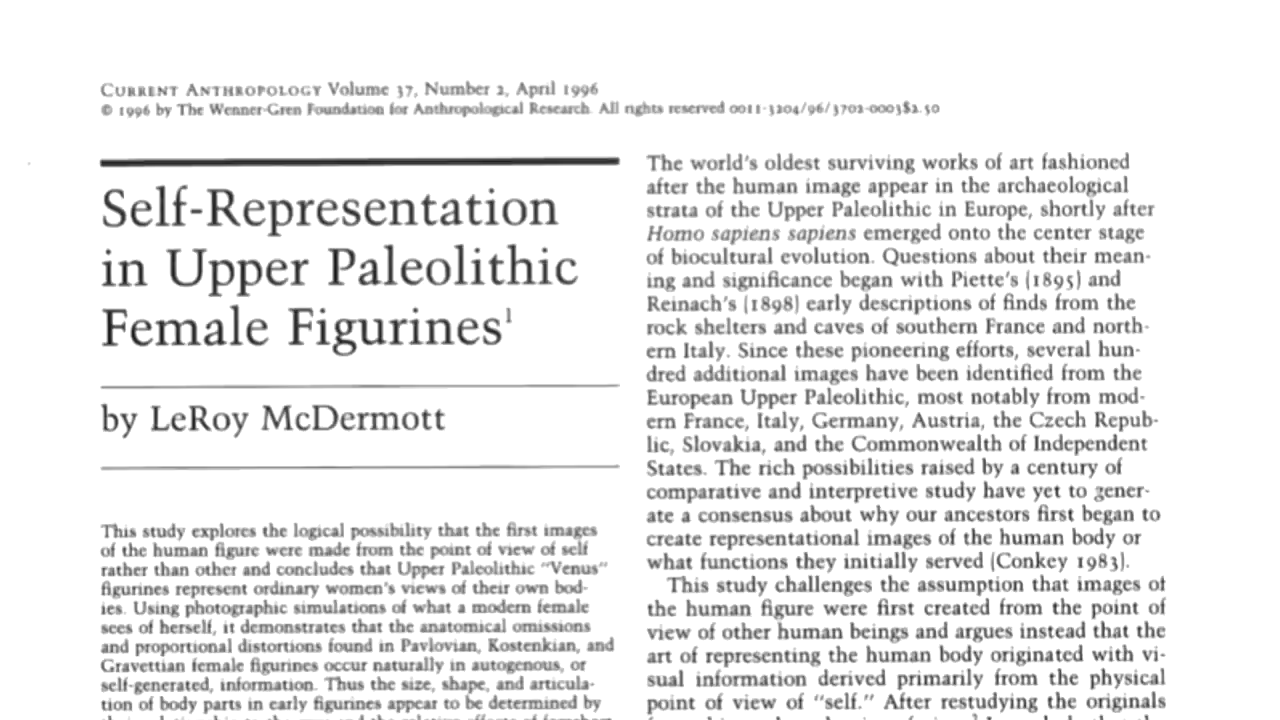 CURRENT ANTHROPOLOGY Volume 37, Number 2, April 1996
© 1996 by The Wenner-Gren Foundation for Anthropological Research. All rights reserved 0011-3204/96/3702-0003$2.50
Self-Representation
in Upper Paleolithic
Female Figurines¹
by LeRoy McDermott
This study explores the logical possibility that the first images
of the human figure were made from the point of view of self
rather than other and concludes that Upper Paleolithic "Venus"
figurines represent ordinary women's views of their own bod-
ies. Using photographic simulations of what a modern female
sees of herself, it demonstrates that the anatomical omissions
and proportional distortions found in Pavlovian, Kostenkian, and
Gravettian female figurines occur naturally in autogenous, or
self-generated, information. Thus the size, shape, and articula-
tion of body parts in early figurines appear to be determined by
The world's oldest surviving works of art fashioned
after the human image appear in the archaeological
strata of the Upper Paleolithic in Europe, shortly after
Homo sapiens sapiens emerged onto the center stage
of biocultural evolution. Questions about their mean-
ing and significance began with Piette's (1895) and
Reinach's (1898) early descriptions of finds from the
rock shelters and caves of southern France and north-
ern Italy. Since these pioneering efforts, several hun-
dred additional images have been identified from the
European Upper Paleolithic, most notably from mod-
ern France, Italy, Germany, Austria, the Czech Repub-
lic, Slovakia, and the Commonwealth of Independent
States. The rich possibilities raised by a century of
comparative and interpretive study have yet to gener-
ate a consensus about why our ancestors first began to
create representational images of the human body or
what functions they initially served (Conkey 1983).
This study challenges the assumption that images of
the human figure were first created from the point of
view of other human beings and argues instead that the
art of representing the human body originated with vi-
sual information derived primarily from the physical
point of view of "self." After restudying the originals